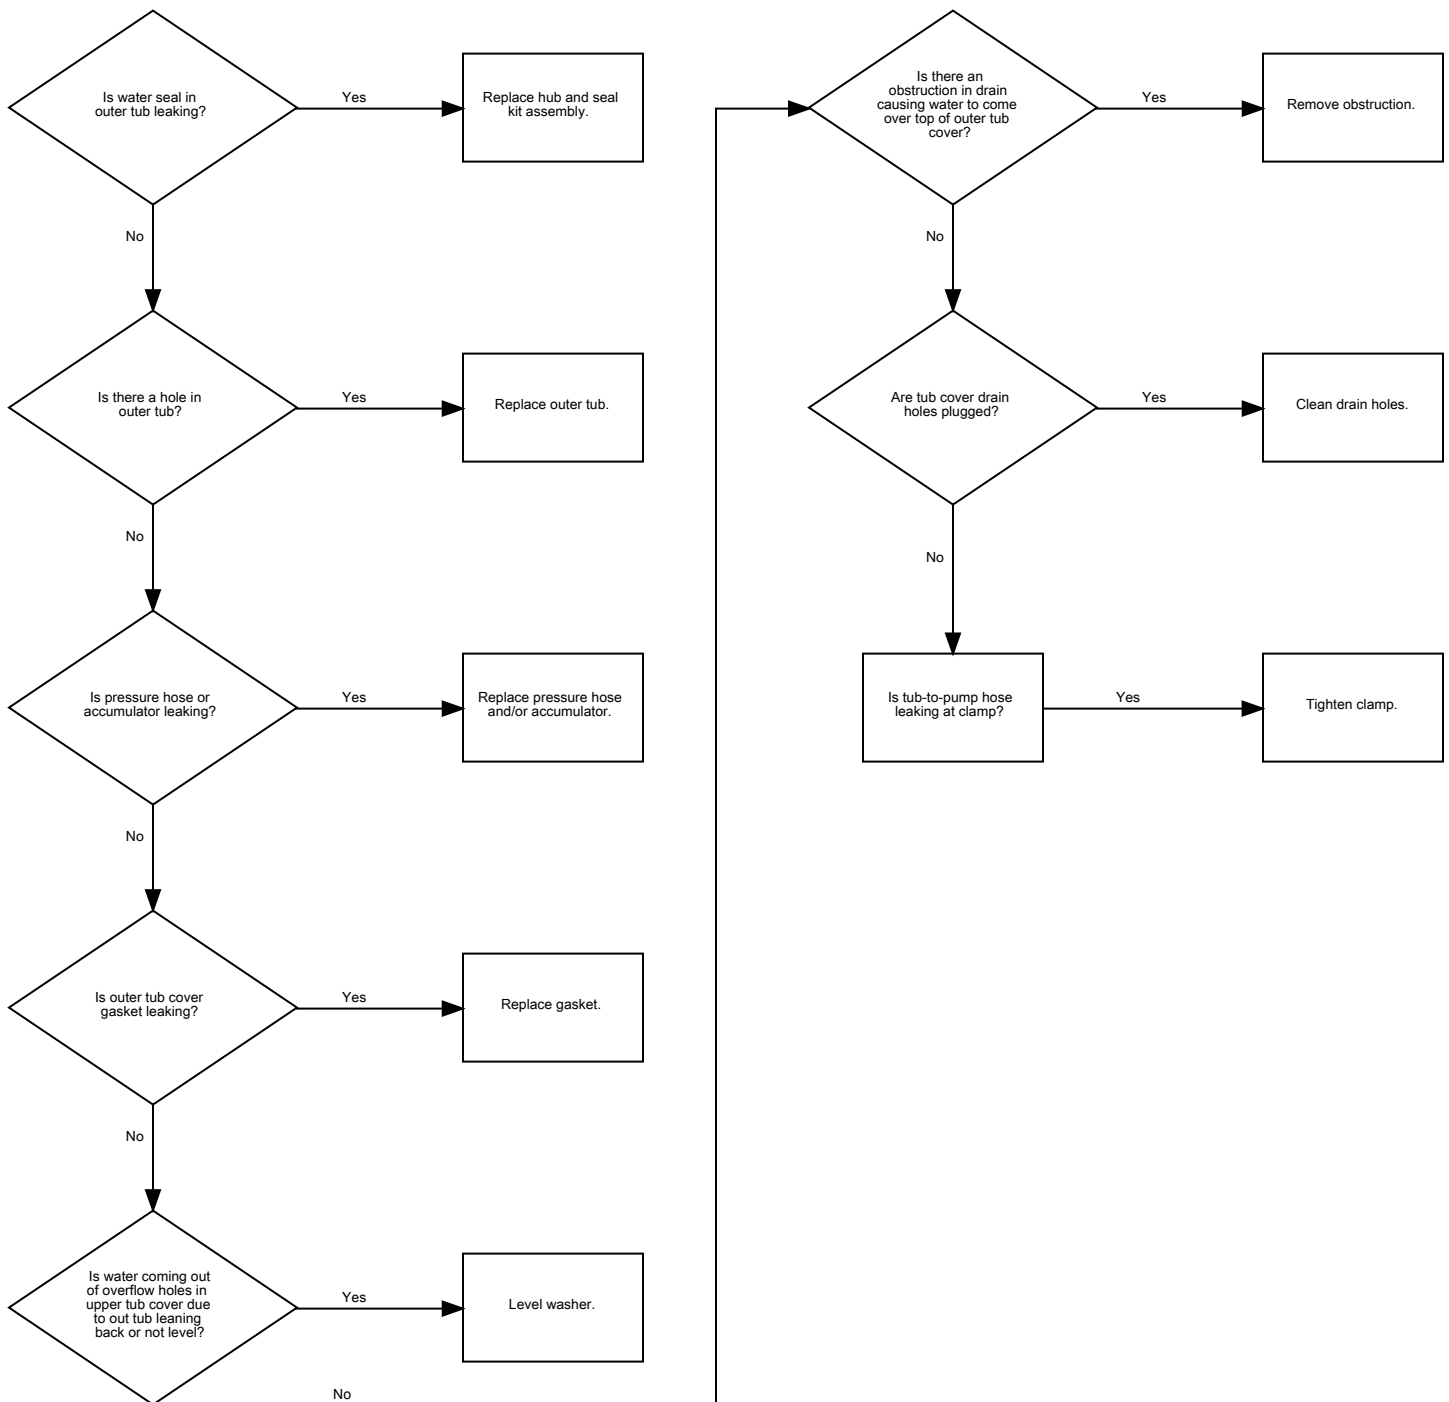 Is water seal in
outer tub leaking?
Yes
Replace hub and seal
kit assembly.
No
Is there a hole in
outer tub?
Yes
Replace outer tub.
No
Is pressure hose or
accumulator leaking?
Yes
Replace pressure hose
and/or accumulator.
No
Is outer tub cover
gasket leaking?
Yes
Replace gasket.
No
Is water coming out
of overflow holes in
upper tub cover due
to out tub leaning
back or not level?
Yes
Level washer.
No
Is there an
obstruction in drain
causing water to come
over top of outer tub
cover?
Yes
Remove obstruction.
No
Are tub cover drain
holes plugged?
Yes
Clean drain holes.
No
Is tub-to-pump hose
leaking at clamp?
Yes
Tighten clamp.